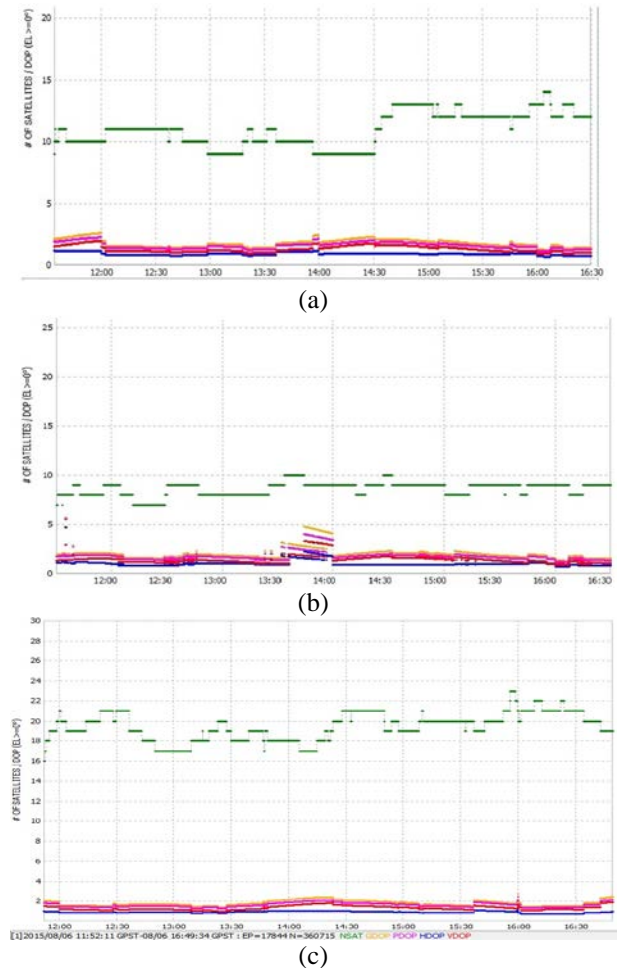 # OF SATELLITES / DOP (EL >=0°)
20
15
10
5
0
12:00 12:30 13:00 13:30 14:00 14:30 15:00 15:30 16:00 16:30
(a)
# OF SATELLITES / DOP (EL >=0°)
25
20
15
10
5
0
12:00 12:30 13:00 13:30 14:00 14:30 15:00 15:30 16:00 16:30
(b)
# OF SATELLITES / DOP (EL >=0°)
30
28
26
24
22
20
18
16
14
12
10
8
6
4
2
12:00 12:30 13:00 13:30 14:00 14:30 15:00 15:30 16:00 16:30
[1]2015/08/06 11:52:11 GPST-08/06 16:49:34 GPST : EP=17844 N=360715 NSAT GDOP PDOP HDOP VDOP
(c)